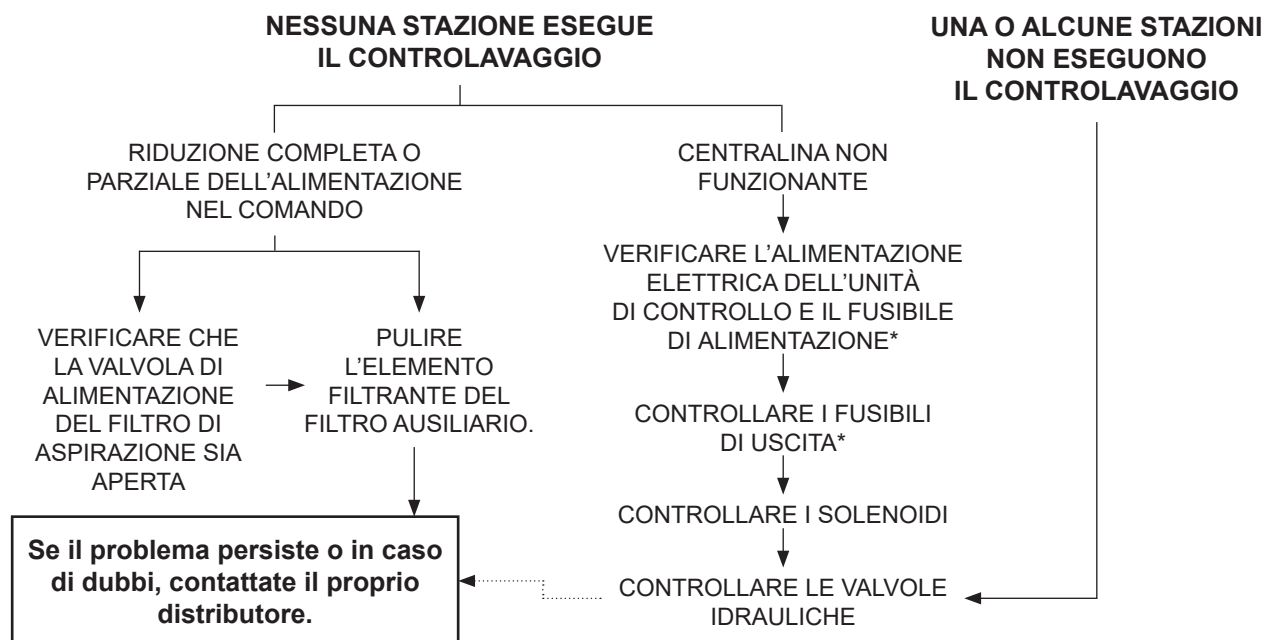 NESSUNA STAZIONE ESEGUE
IL CONTROLAVAGGIO
UNA O ALCUNE STAZIONI
NON ESEGUONO
IL CONTROLAVAGGIO
RIDUZIONE COMPLETA O
PARZIALE DELL'ALIMENTAZIONE
NEL COMANDO
CENTRALINA NON
FUNZIONANTE
VERIFICARE L'ALIMENTAZIONE
ELETTRICA DELL'UNITÀ
DI CONTROLLO E IL FUSIBILE
DI ALIMENTAZIONE*
VERIFICARE CHE
LA VALVOLA DI
ALIMENTAZIONE
DEL FILTRO DI
ASPIRAZIONE SIA
APERTA
PULIRE
L'ELEMENTO
FILTRANTE DEL
FILTRO AUSILIARIO.
CONTROLLARE I FUSIBILI
DI USCITA*
CONTROLLARE I SOLENOIDI
CONTROLLARE LE VALVOLE
IDRAULICHE
Se il problema persiste o in caso
di dubbi, contattate il proprio
distributore.